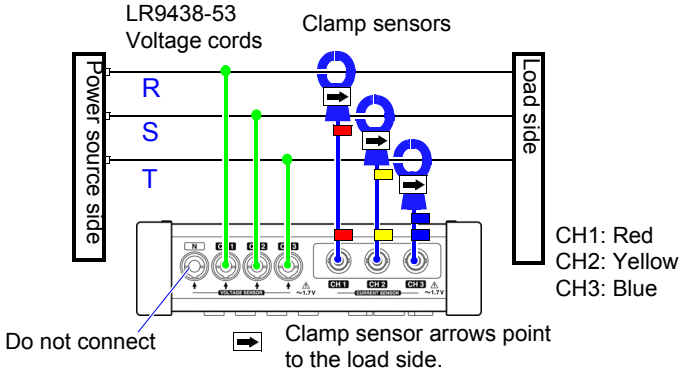 LR9438-53
Voltage cords
Clamp sensors
Power source side
Load side
R
S
T
N
CH 1
CH 2
CH 3
VOLTAGE SENSOR
⚠
~1.7 V
CH 1
CH 2
CH 3
CURRENT SENSOR
⚠
~1.7 V
CH1: Red
CH2: Yellow
CH3: Blue
Do not connect
Clamp sensor arrows point
to the load side.